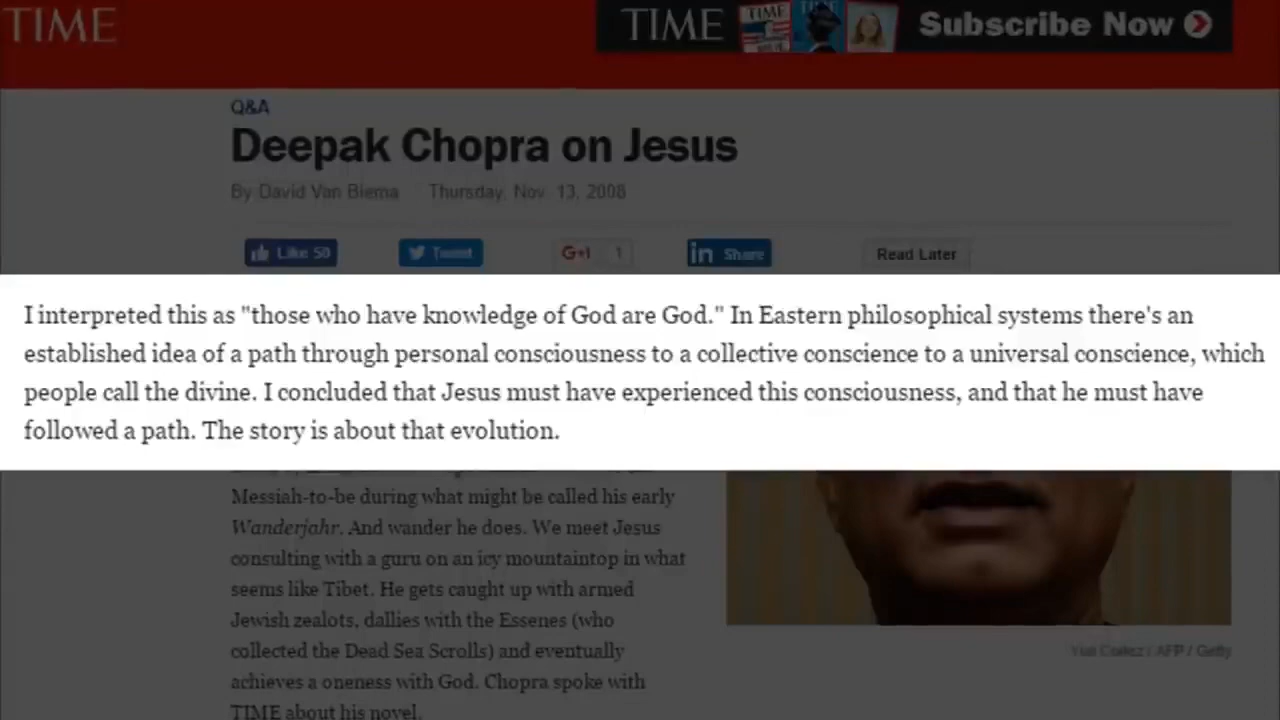 TIME
TIME
Subscribe Now
Q&A
Deepak Chopra on Jesus
By David Van Biema Thursday, Nov. 13, 2008
Like 50 Tweet G+1 1 in Share Read Later
I interpreted this as "those who have knowledge of God are God." In Eastern philosophical systems there's an
established idea of a path through personal consciousness to a collective conscience to a universal conscience, which
people call the divine. I concluded that Jesus must have experienced this consciousness, and that he must have
followed a path. The story is about that evolution.
Messiah-to-be during what might be called his early
Wanderjahr. And wander he does. We meet Jesus
consulting with a guru on an icy mountaintop in what
seems like Tibet. He gets caught up with armed
Jewish zealots, dallies with the Essenes (who
collected the Dead Sea Scrolls) and eventually
achieves a oneness with God. Chopra spoke with
TIME about his novel.
Yuri Cortez / AFP / Getty